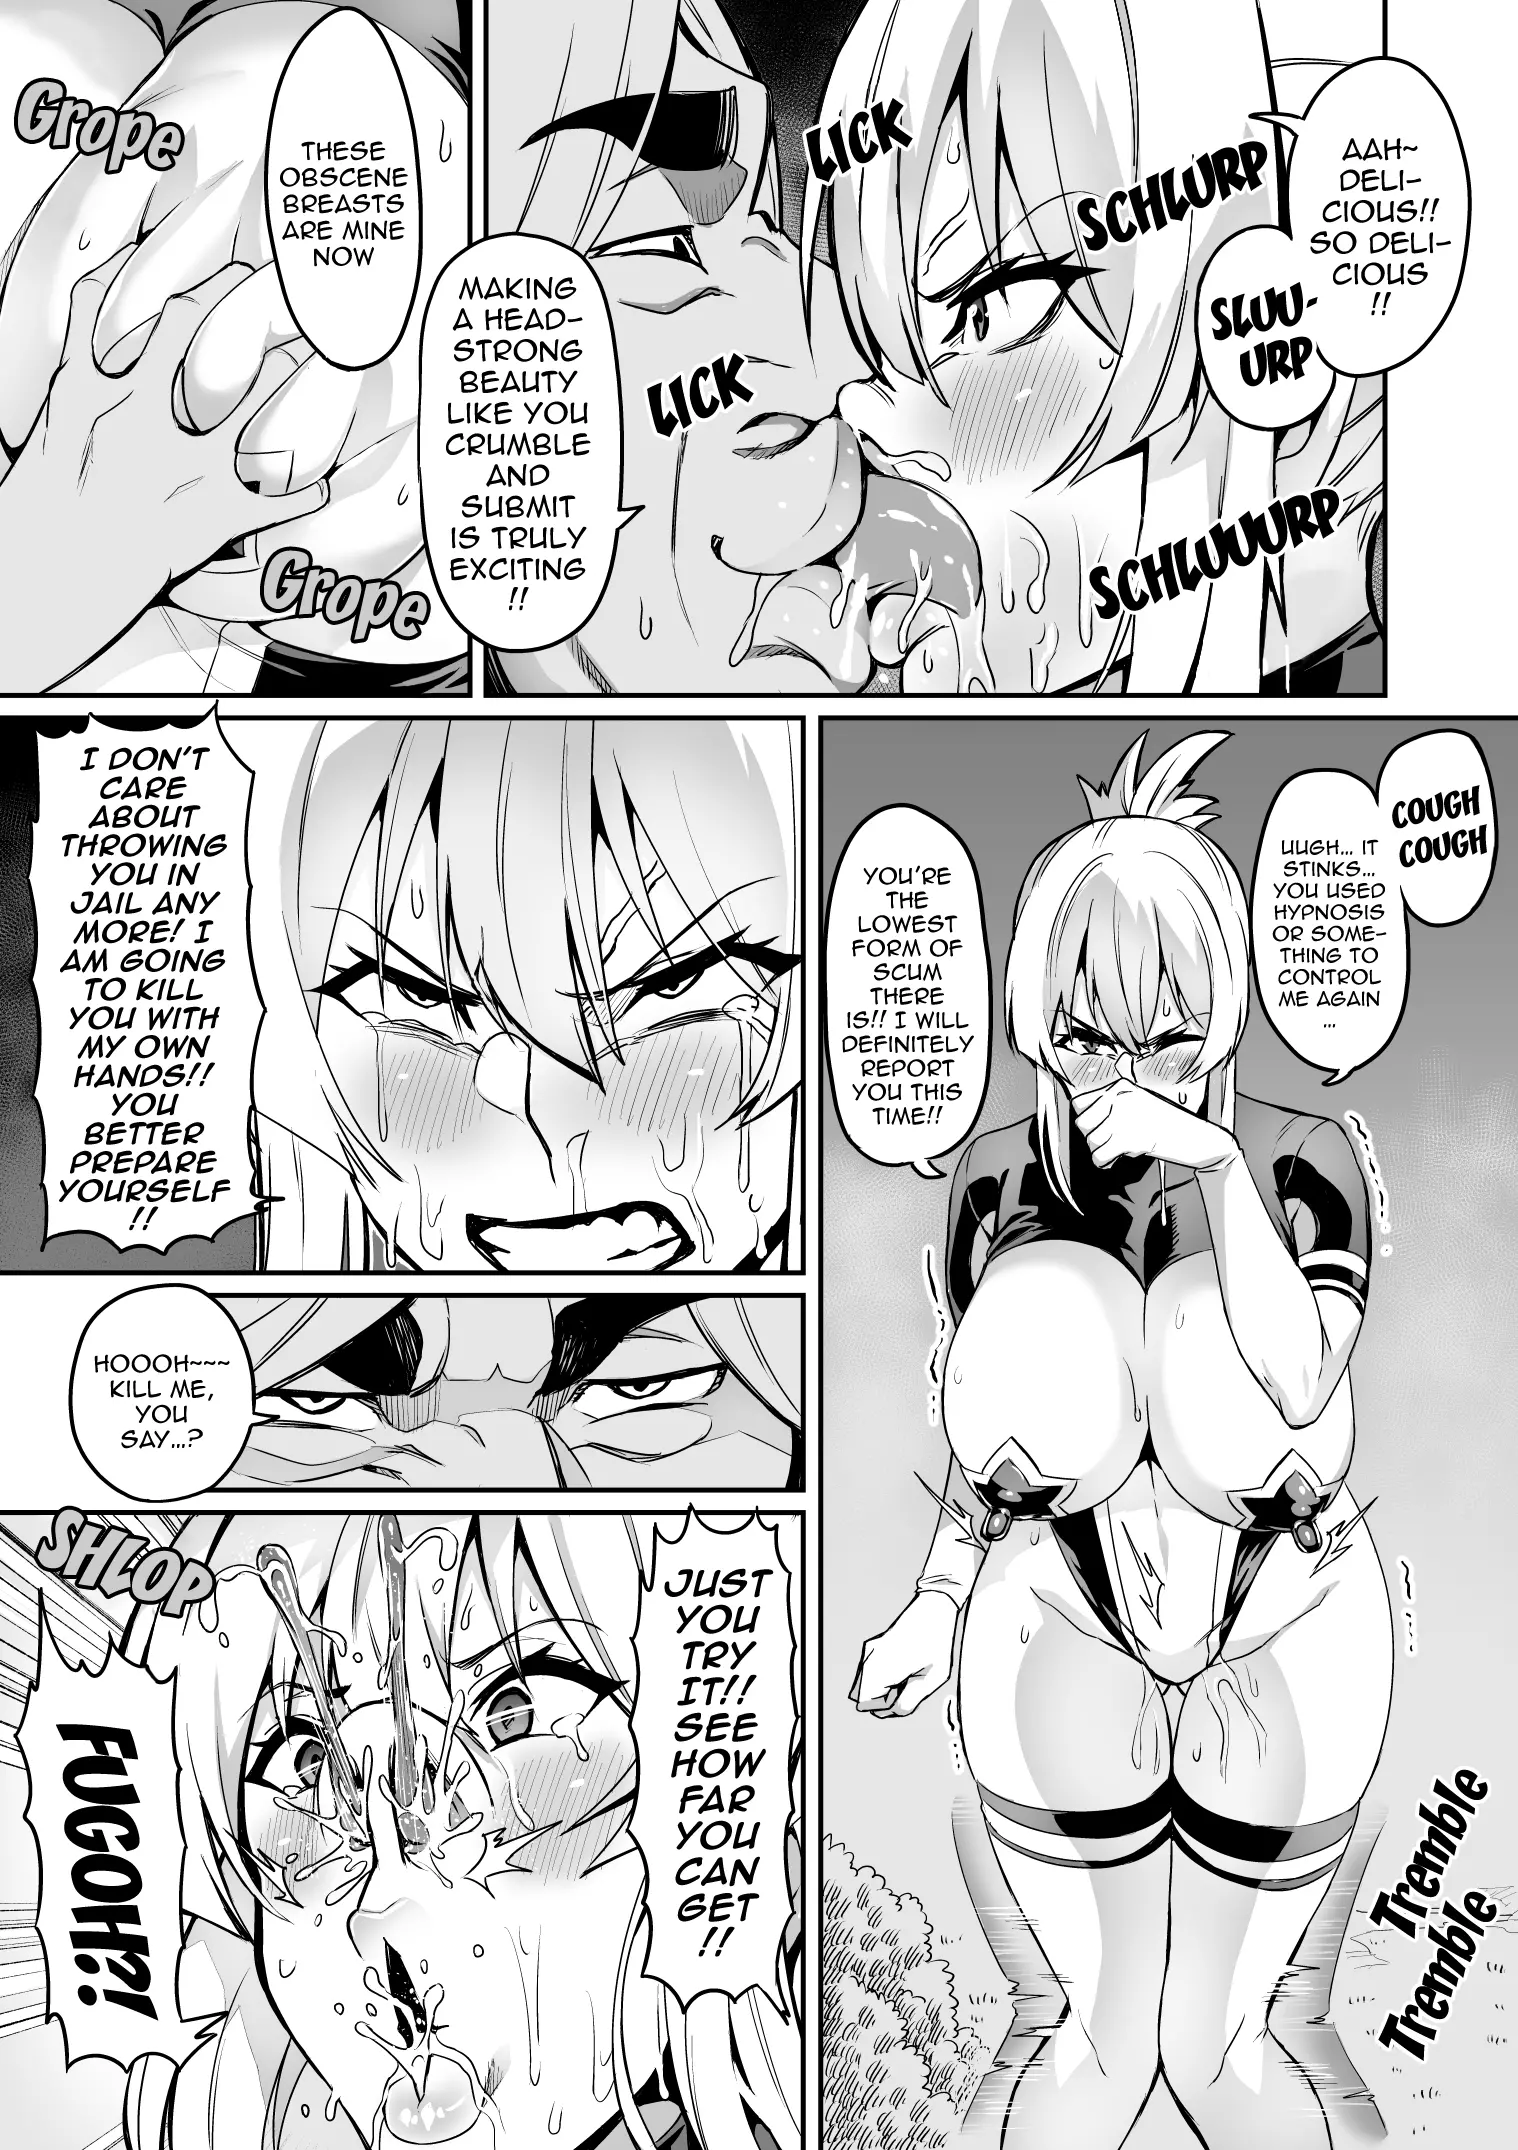 AAH~
DELI-
CIOUS!!
SO DELI-
CIOUS
!!
LICK
SCHLURP
SLUU-
URP
LICK
SCHLUUURP
MAKING
A HEAD-
STRONG
BEAUTY
LIKE YOU
CRUMBLE
AND
SUBMIT
IS TRULY
EXCITING
!!
Grope
THESE
OBSCENE
BREASTS
ARE MINE
NOW
Grope
COUGH
COUGH
UUGH... IT
STINKS...
YOU USED
HYPNOSIS
OR SOME-
THING TO
CONTROL
ME AGAIN
...
YOU'RE
THE
LOWEST
FORM OF
SCUM
THERE
IS!! I WILL
DEFINITELY
REPORT
YOU THIS
TIME!!
Tremble
Tremble
I DON'T
CARE
ABOUT
THROWING
YOU IN
JAIL ANY
MORE! I
AM GOING
TO KILL
YOU WITH
MY OWN
HANDS!!
YOU
BETTER
PREPARE
YOURSELF
!!
HOOOH~~~
KILL ME,
YOU
SAY...?
JUST
YOU
TRY
IT!!
SEE
HOW
FAR
YOU
CAN
GET
!!
SHLOP
FUGOH?!